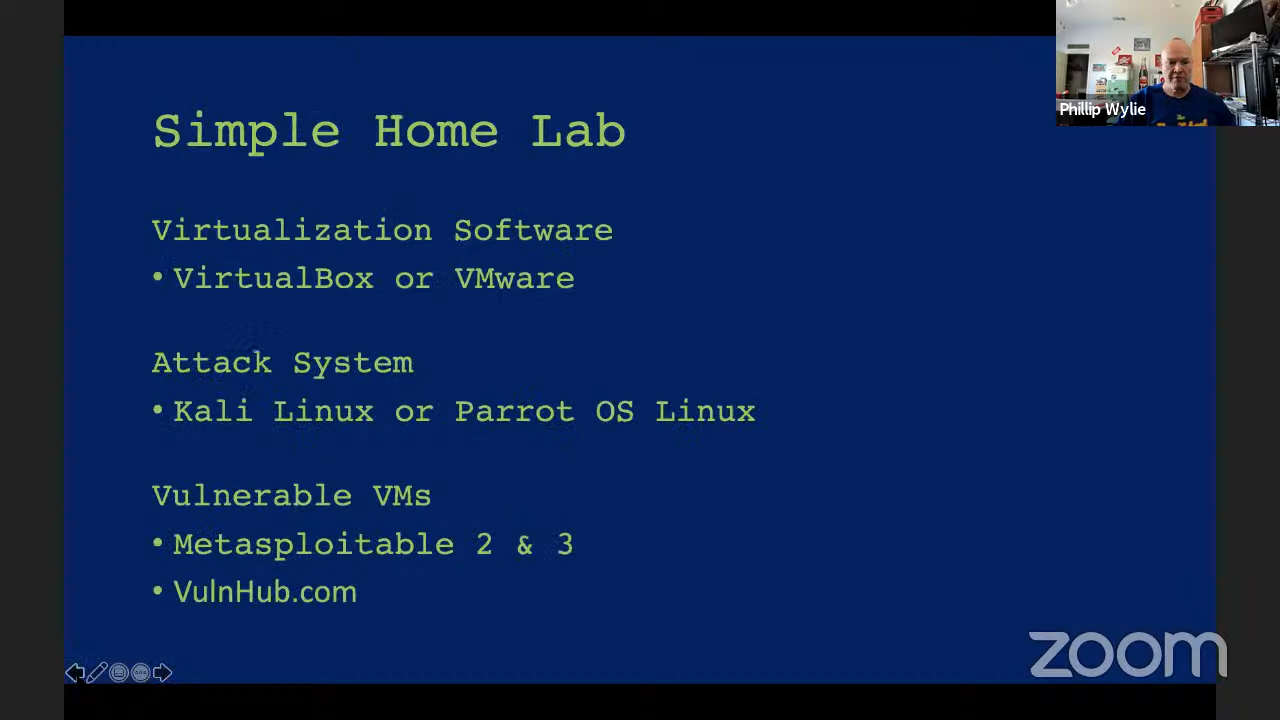 Simple Home Lab
Virtualization Software
• VirtualBox or VMware
Attack System
• Kali Linux or Parrot OS Linux
Vulnerable VMs
• Metasploitable 2 & 3
• VulnHub.com
Phillip Wylie
zoom